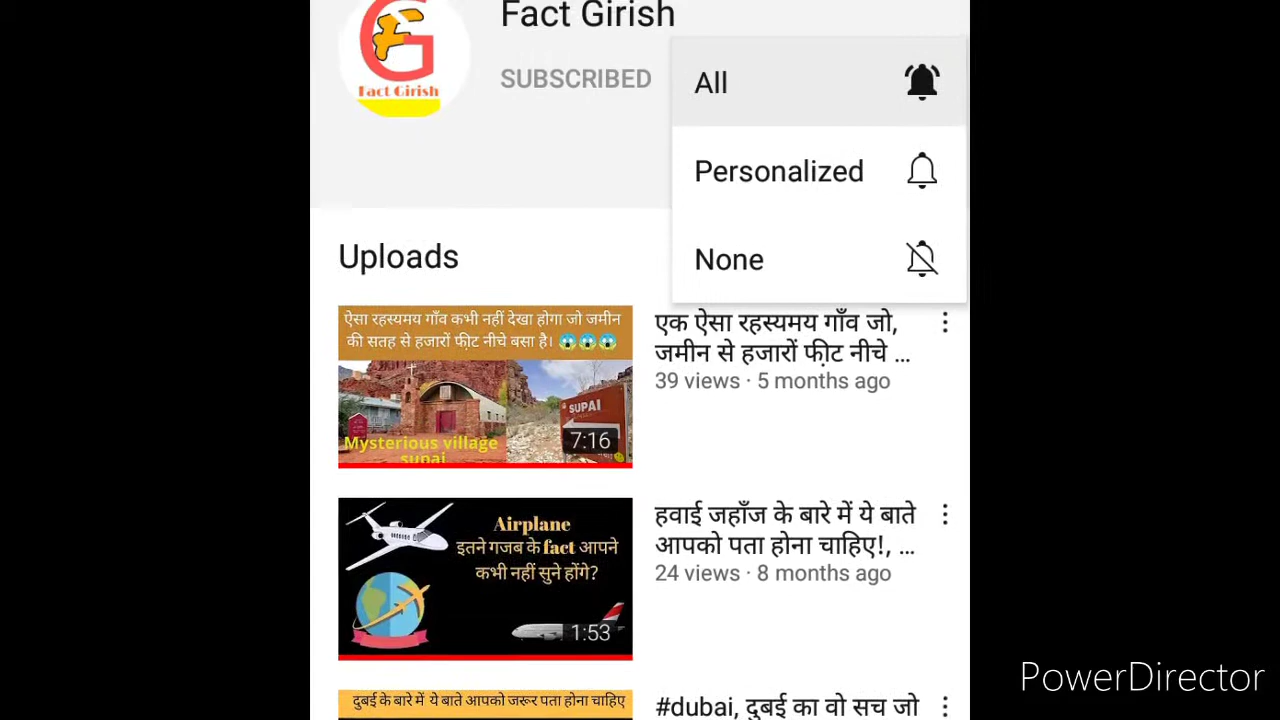 Fact Girish
Fact Girish
SUBSCRIBED
All
Personalized
None
Uploads
ऐसा रहस्यमय गाँव कभी नहीं देखा होगा जो जमीन
की सतह से हजारों फी़ट नीचे बसा है। 😱😱😱
SUPAI
7:16
Mysterious village
supai
एक ऐसा रहस्यमय गाँव जो,
जमीन से हजारों फी़ट नीचे ...
39 views · 5 months ago
Airplane
इतने गजब के fact आपने
कभी नहीं सुने होंगे?
1:53
हवाई जहाँज के बारे में ये बाते
आपको पता होना चाहिए!, ...
24 views · 8 months ago
दुबई के बारे में ये बाते आपको जरूर पता होना चाहिए
#dubai, दुबई का वो सच जो
PowerDirector